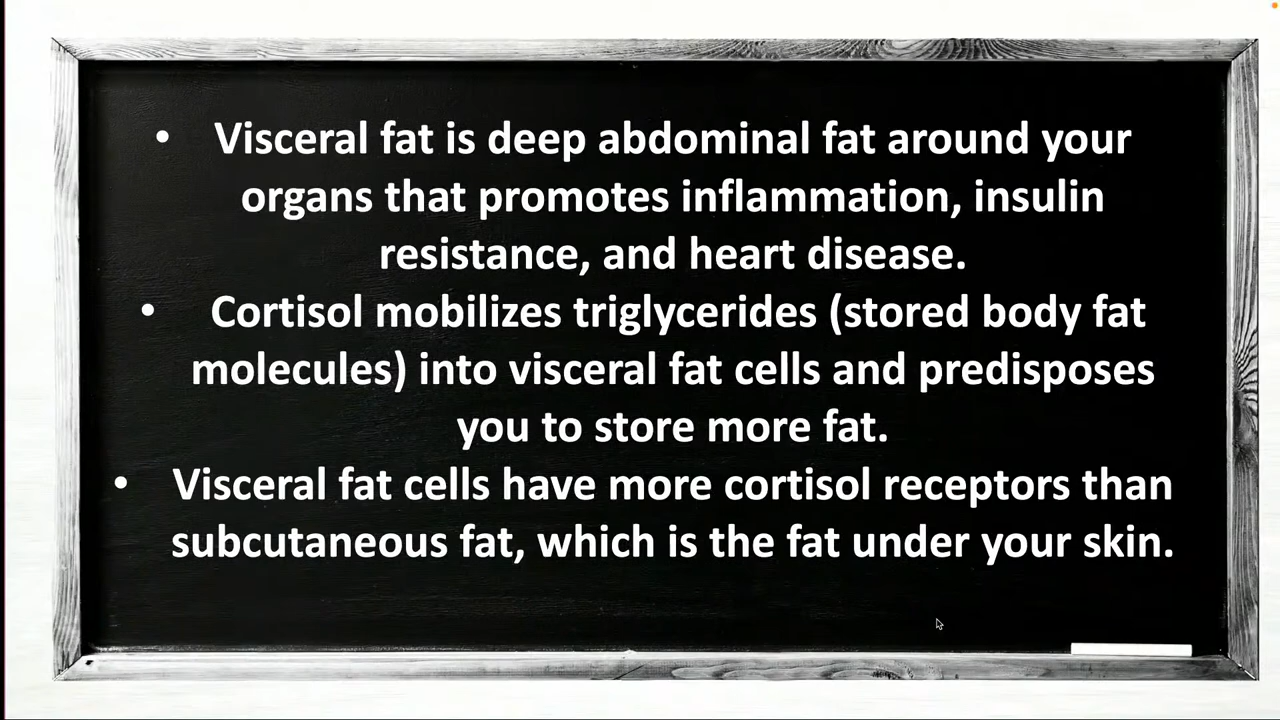 • Visceral fat is deep abdominal fat around your
organs that promotes inflammation, insulin
resistance, and heart disease.
• Cortisol mobilizes triglycerides (stored body fat
molecules) into visceral fat cells and predisposes
you to store more fat.
• Visceral fat cells have more cortisol receptors than
subcutaneous fat, which is the fat under your skin.